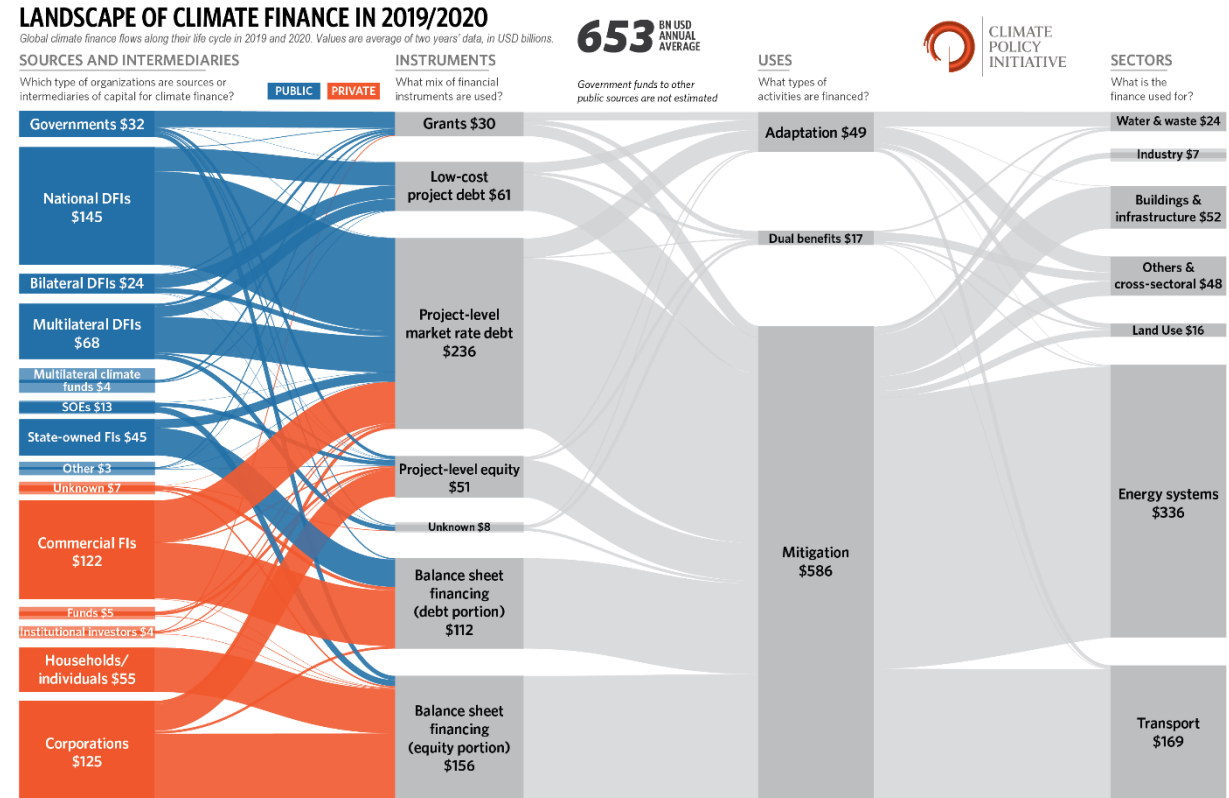 LANDSCAPE OF CLIMATE FINANCE IN 2019/2020
Global climate finance flows along their life cycle in 2019 and 2020. Values are average of two years' data, in USD billions.
653 BN USD
ANNUAL
AVERAGE
CLIMATE
POLICY
INITIATIVE
SOURCES AND INTERMEDIARIES
Which type of organizations are sources or
intermediaries of capital for climate finance?
PUBLIC
PRIVATE
INSTRUMENTS
What mix of financial
instruments are used?
Government funds to other
public sources are not estimated
USES
What types of
activities are financed?
SECTORS
What is the
finance used for?
Governments $32
National DFIs
$145
Bilateral DFIs $24
Multilateral DFIs
$68
Multilateral climate
funds $4
SOEs $13
State-owned FIs $45
Other $3
Unknown $7
Commercial FIs
$122
Funds $5
Institutional investors $4
Households/
individuals $55
Corporations
$125
Grants $30
Low-cost
project debt $61
Project-level
market rate debt
$236
Project-level equity
$51
Unknown $8
Balance sheet
financing
(debt portion)
$112
Balance sheet
financing
(equity portion)
$156
Adaptation $49
Dual benefits $17
Mitigation
$586
Water & waste $24
Industry $7
Buildings &
infrastructure $52
Others &
cross-sectoral $48
Land Use $16
Energy systems
$336
Transport
$169